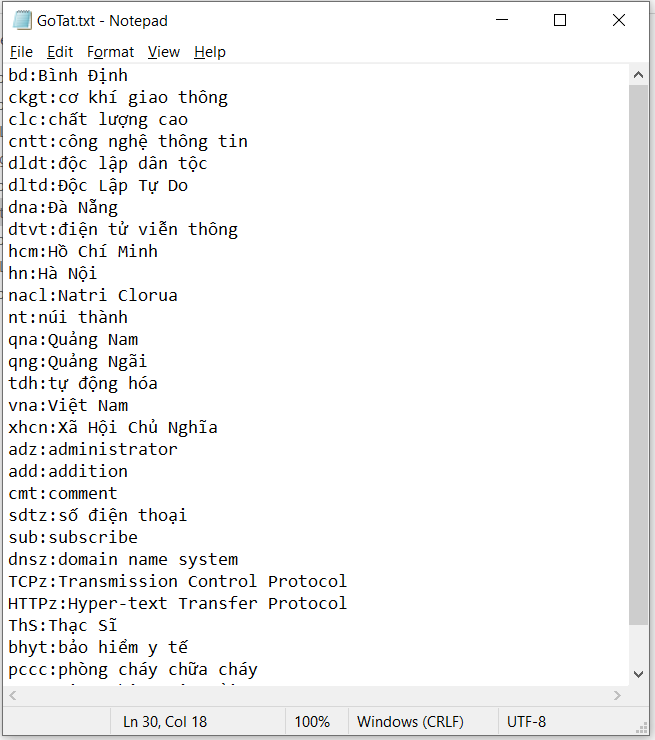 GoTat.txt - Notepad
File Edit Format View Help
bd:Bình Định
ckgt:cơ khí giao thông
clc:chất lượng cao
cntt:công nghệ thông tin
dldt:độc lập dân tộc
dltd:Độc Lập Tự Do
dna:Đà Nẵng
dtvt:điện tử viễn thông
hcm:Hồ Chí Minh
hn:Hà Nội
nacl:Natri Clorua
nt:núi thành
qna:Quảng Nam
qng:Quảng Ngãi
tdh:tự động hóa
vna:Việt Nam
xhcn:Xã Hội Chủ Nghĩa
adz:administrator
add:addition
cmt:comment
sdtz:số điện thoại
sub:subscribe
dnsz:domain name system
TCPz:Transmission Control Protocol
HTTPz:Hyper-text Transfer Protocol
ThS:Thạc Sĩ
bhyt:bảo hiểm y tế
pccc:phòng cháy chữa cháy
Ln 30, Col 18 100% Windows (CRLF) UTF-8